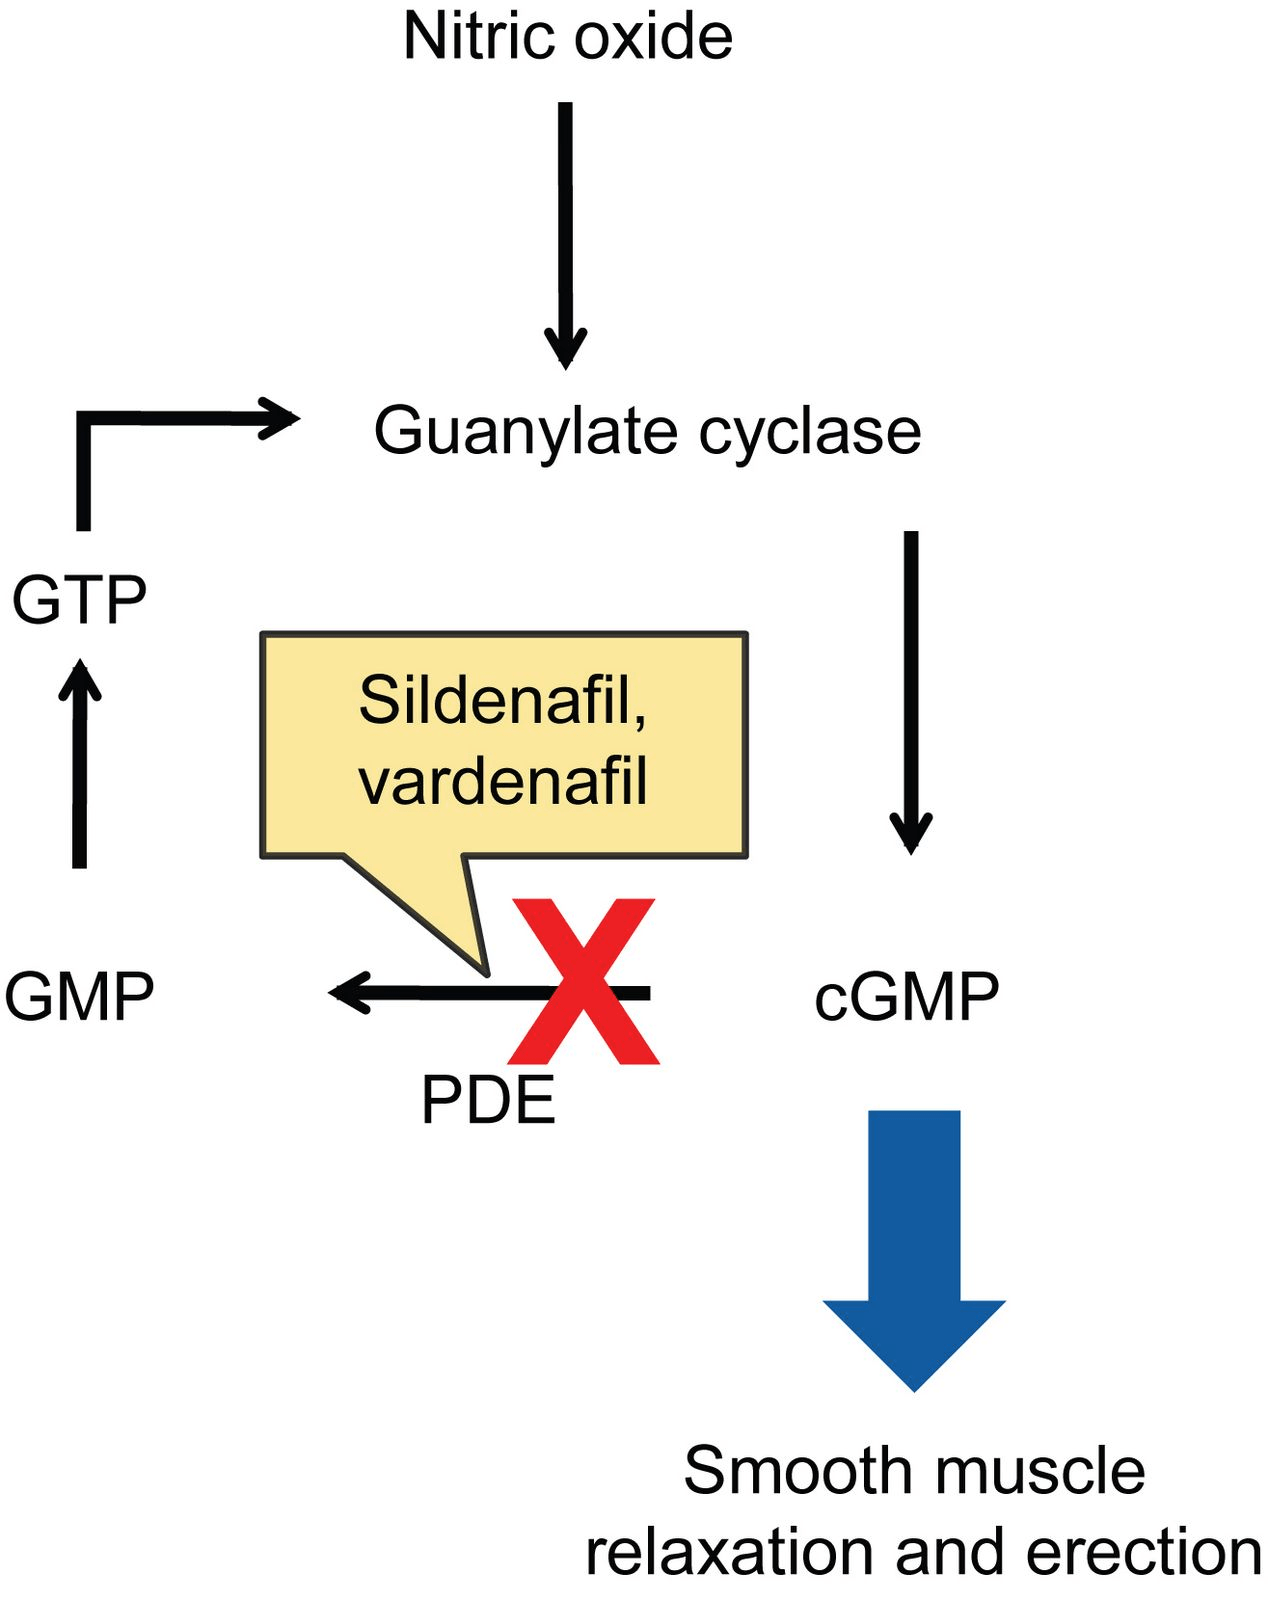 Nitric oxide
Guanylate cyclase
GTP
Sildenafil,
vardenafil
GMP
cGMP
PDE
Smooth muscle
relaxation and erection